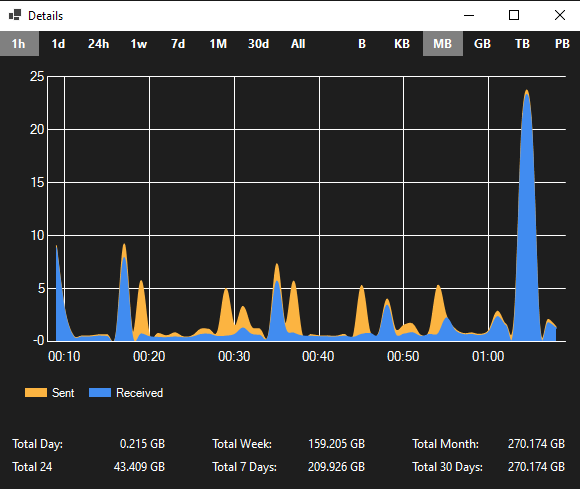 Details
1h 1d 24h 1w 7d 1M 30d All B KB MB GB TB PB
25
20
15
10
5
-0
00:10 00:20 00:30 00:40 00:50 01:00
Sent Received
Total Day: 0.215 GB Total Week: 159.205 GB Total Month: 270.174 GB
Total 24 43.409 GB Total 7 Days: 209.926 GB Total 30 Days: 270.174 GB